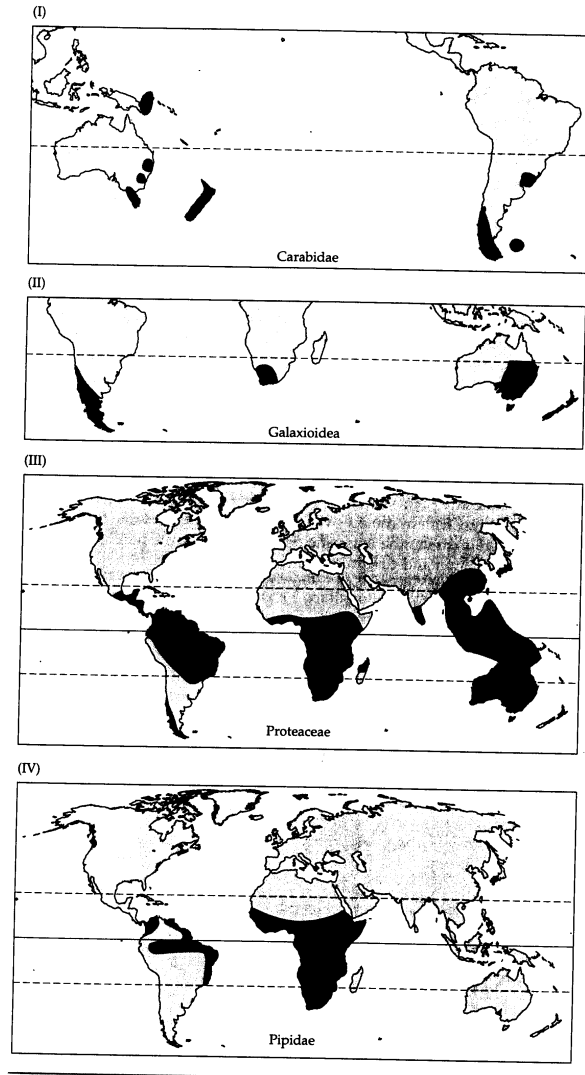 (I)
Carabidae
(II)
Galaxioidea
(III)
Proteaceae
(IV)
Pipidae